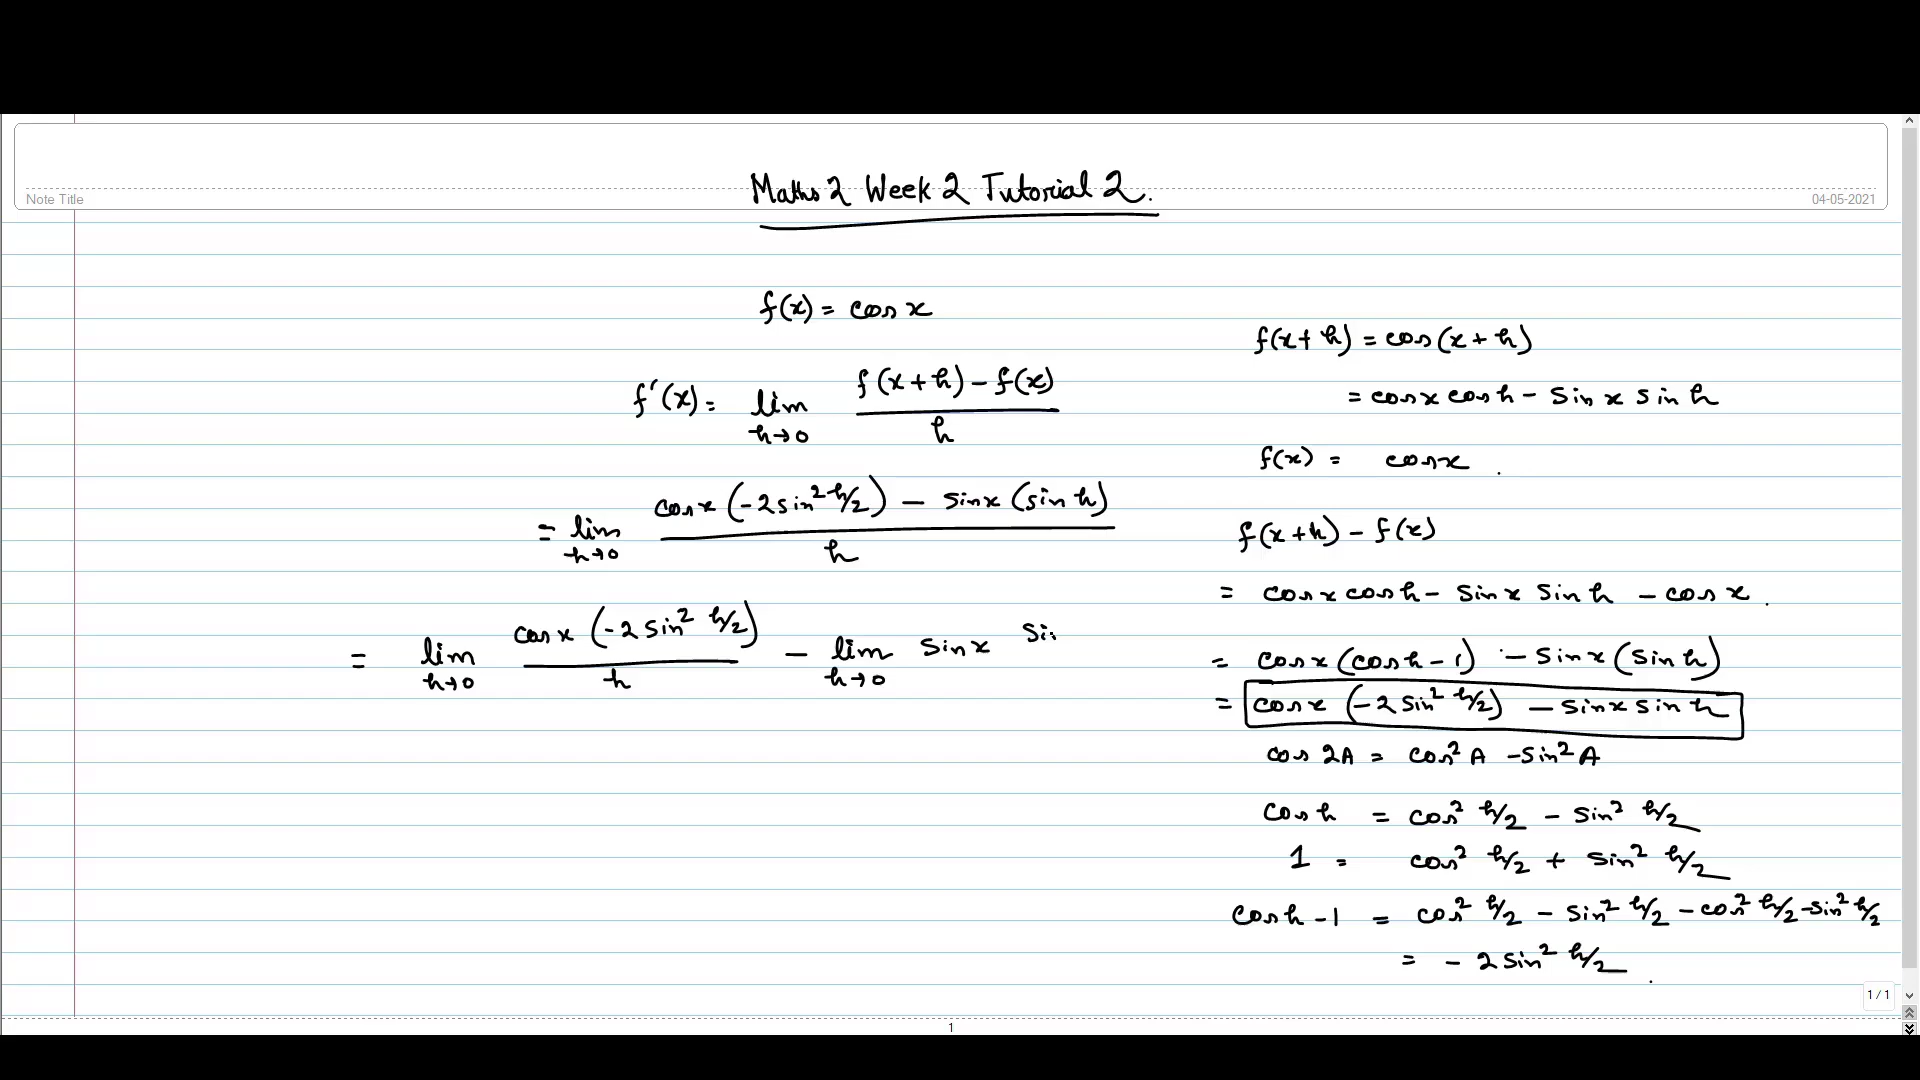 Maths 2 Week 2 Tutorial 2.
Note Title
04-05-2021
f(x) = cos x
f'(x) = lim h→0 (f(x+h) - f(x)) / h
= lim h→0 (cos x (-2 sin² h/2) - sin x (sin h)) / h
= lim h→0 (cos x (-2 sin² h/2)) / h - lim h→0 sin x si
f(x+h) = cos(x+h)
= cos x cos h - sin x sin h
f(x) = cos x
f(x+h) - f(x)
= cos x cos h - sin x sin h - cos x
= cos x (cos h - 1) - sin x (sin h)
= cos x (-2 sin² h/2) - sin x sin h
cos 2A = cos² A - sin² A
cos h = cos² h/2 - sin² h/2
1 = cos² h/2 + sin² h/2
cos h - 1 = cos² h/2 - sin² h/2 - cos² h/2 - sin² h/2
= - 2 sin² h/2
1 / 1
1